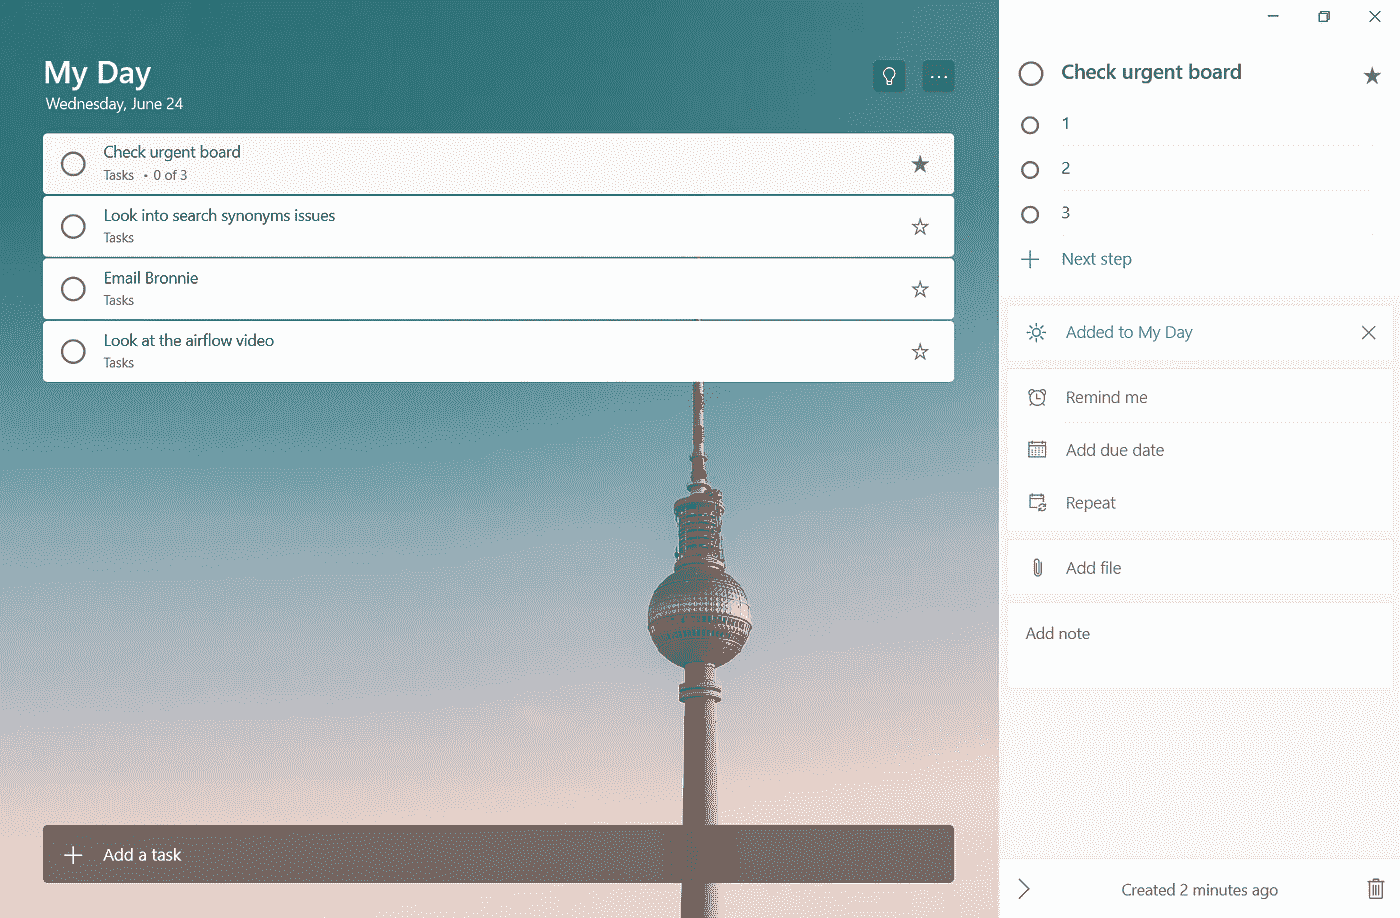 My Day
Wednesday, June 24
Check urgent board
Tasks • 0 of 3
Look into search synonyms issues
Tasks
Email Bronnie
Tasks
Look at the airflow video
Tasks
Add a task
Check urgent board
1
2
3
Next step
Added to My Day
Remind me
Add due date
Repeat
Add file
Add note
Created 2 minutes ago